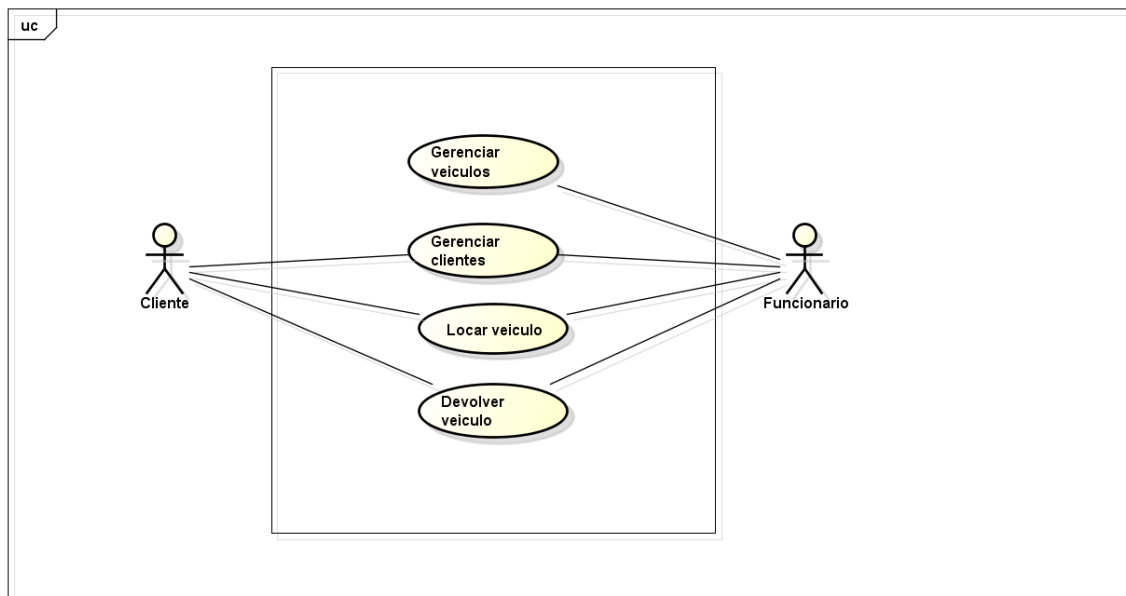 uc
Gerenciar
veiculos
Gerenciar
clientes
Cliente
Funcionario
Locar veiculo
Devolver
veiculo